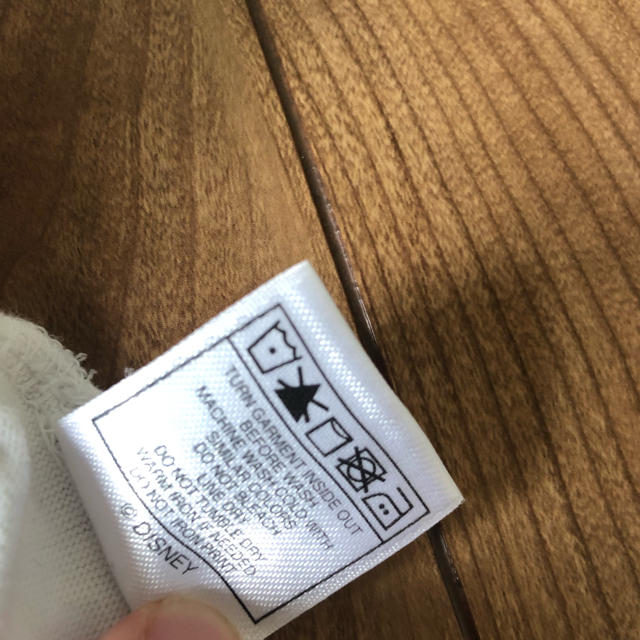 TURN GARMENT INSIDE OUT
BEFORE WASH
MACHINE WASH COLD WITH
LIKE COLORS
DO NOT BLEACH
LINE DRY
DO NOT TUMBLE DRY
WARM IRON IF NEEDED
DO NOT IRON PRINT
© DISNEY